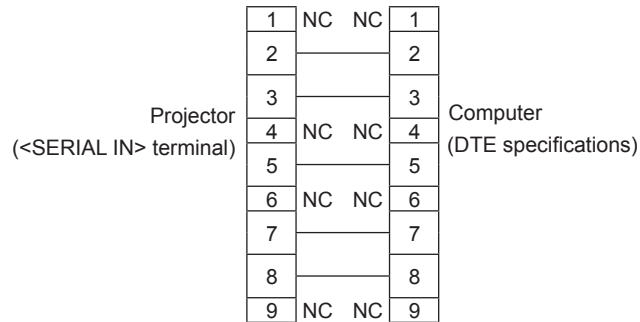 1 NC NC 1
2 2
3 3
Projector
(<SERIAL IN> terminal)
4 NC NC 4
Computer
(DTE specifications)
5 5
6 NC NC 6
7 7
8 8
9 NC NC 9